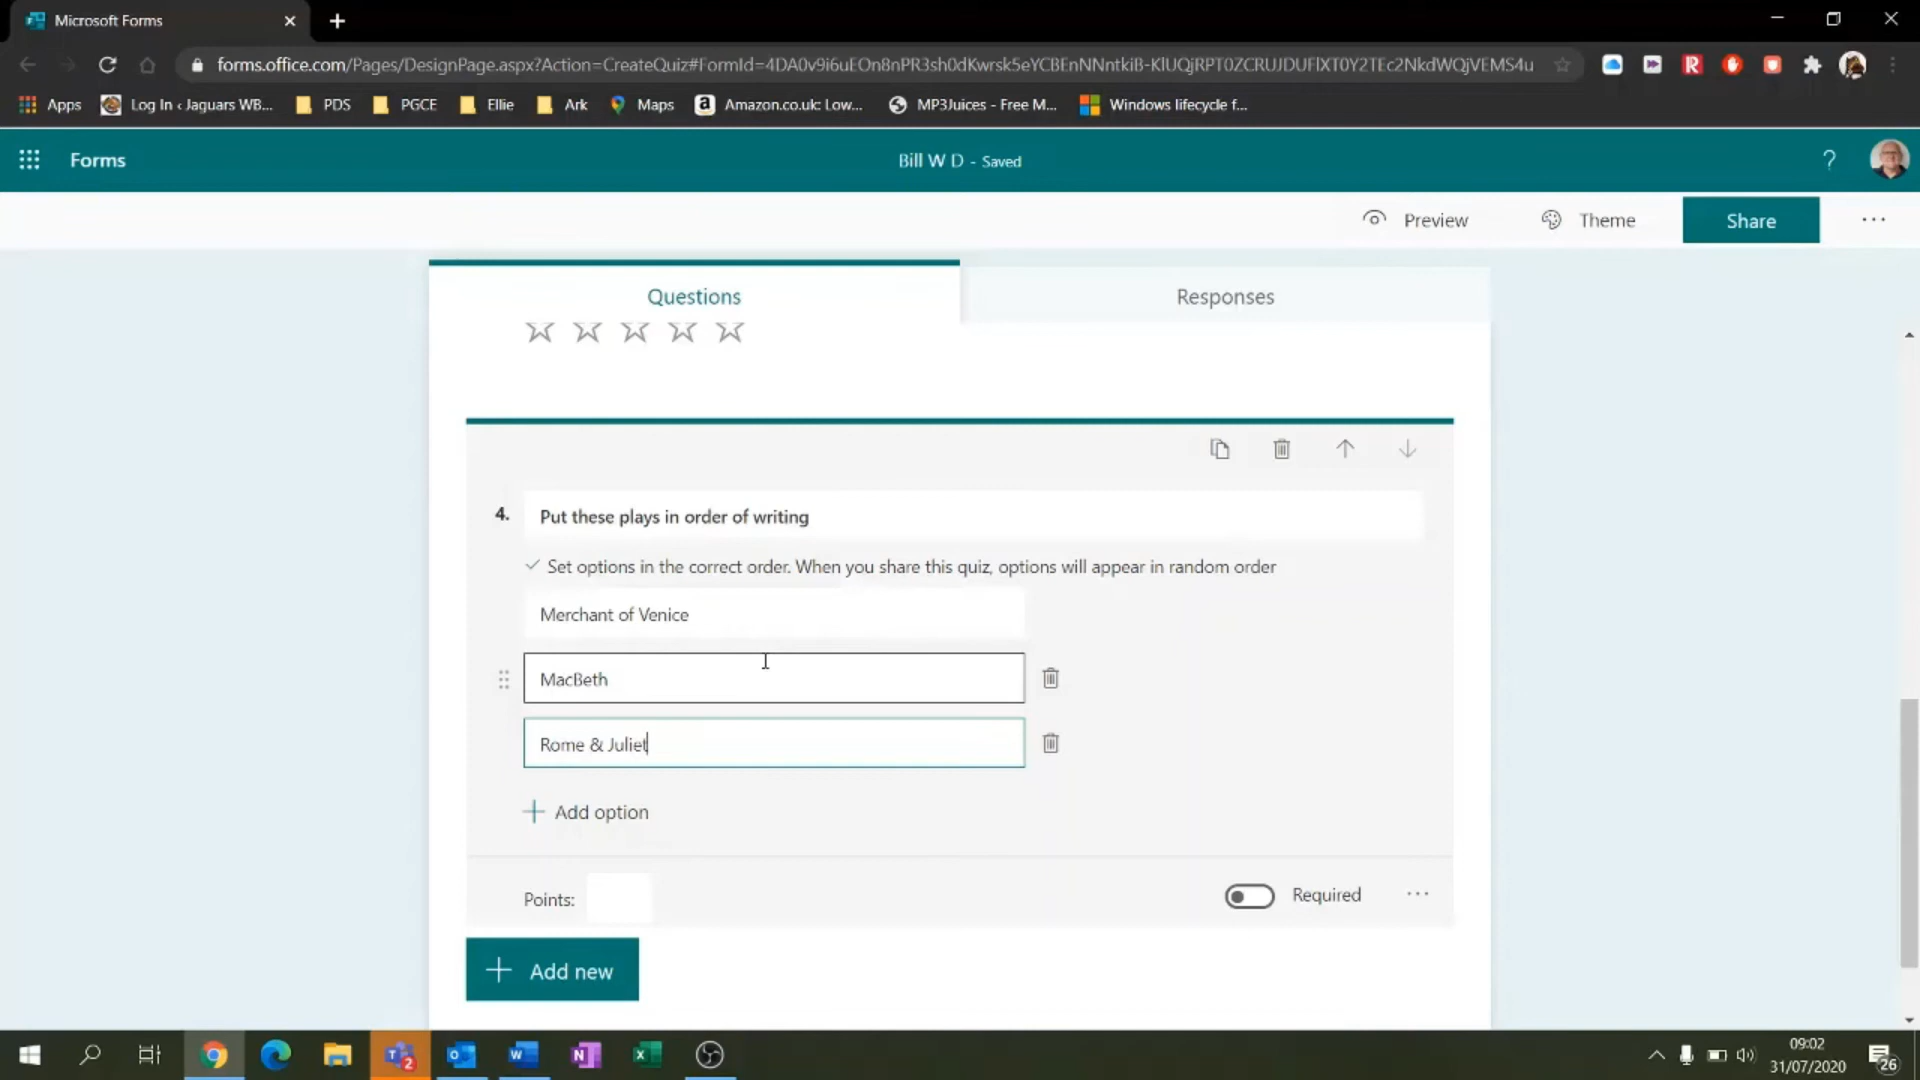 Microsoft Forms
forms.office.com/Pages/DesignPage.aspx?Action=CreateQuiz#FormId=4DA0v9i6uEOn8nPR3sh0dKwrsk5eYCBEnNNntkiB-KlUQjRPT0ZCRUJDUFlXT0Y2TEc2NkdWQjVEMS4u
Apps Log In ‹ Jaguars WB... PDS PGCE Ellie Ark Maps Amazon.co.uk: Low... MP3Juices - Free M... Windows lifecycle f...
Forms Bill W D - Saved ?
Preview Theme Share ...
Questions Responses
4. Put these plays in order of writing
Set options in the correct order. When you share this quiz, options will appear in random order
Merchant of Venice
MacBeth
Rome & Juliet
Add option
Points: Required ...
Add new
09:02
31/07/2020
2
26